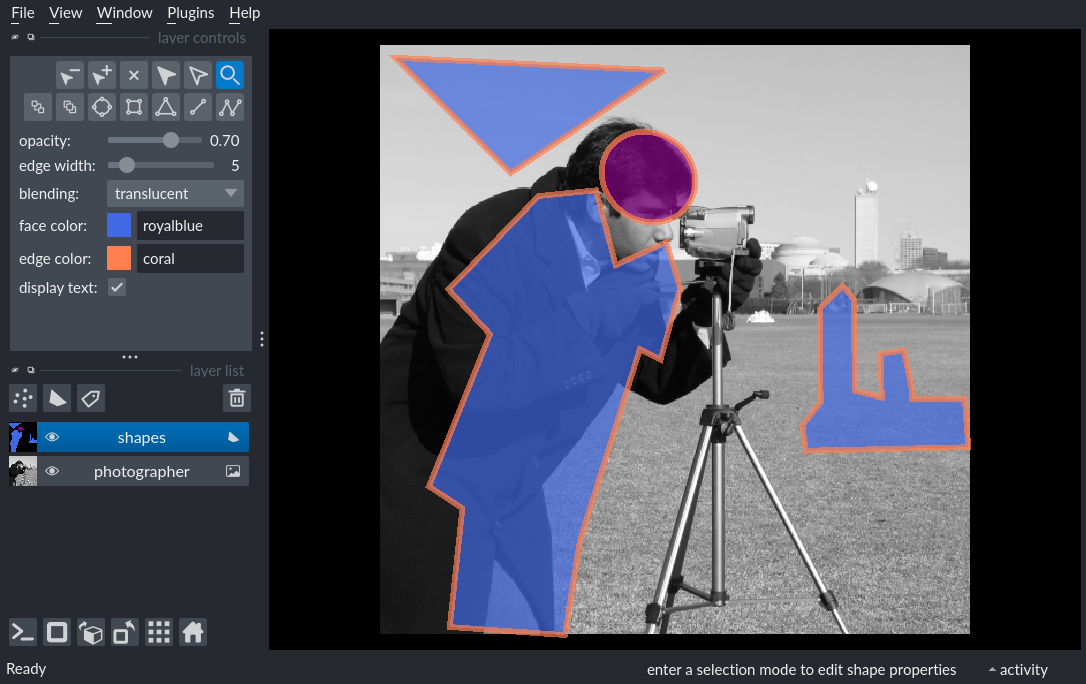 File View Window Plugins Help
layer controls
opacity: 0.70
edge width: 5
blending: translucent
face color: royalblue
edge color: coral
display text:
layer list
shapes
photographer
Ready
enter a selection mode to edit shape properties
activity